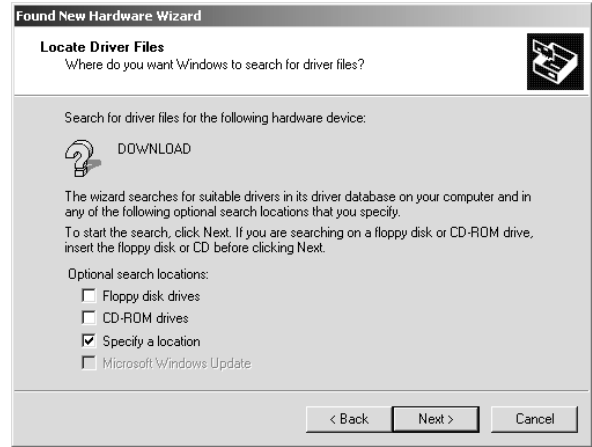 Found New Hardware Wizard
Locate Driver Files
Where do you want Windows to search for driver files?
Search for driver files for the following hardware device:
DOWNLOAD
The wizard searches for suitable drivers in its driver database on your computer and in
any of the following optional search locations that you specify.
To start the search, click Next. If you are searching on a floppy disk or CD-ROM drive,
insert the floppy disk or CD before clicking Next.
Optional search locations:
Floppy disk drives
CD-ROM drives
Specify a location
Microsoft Windows Update
< Back Next > Cancel